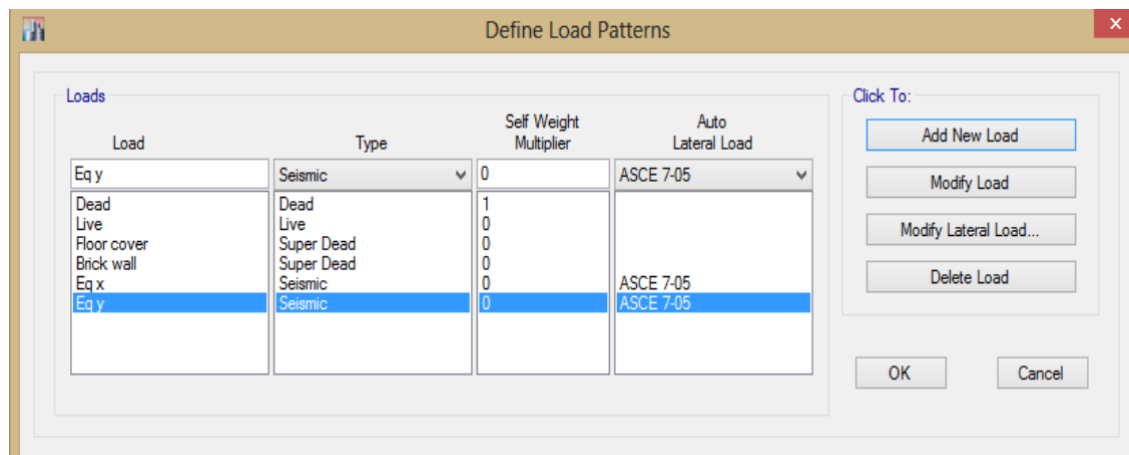 Define Load Patterns
Loads
Click To:
Load Type Self Weight Multiplier Auto Lateral Load
Eq y Seismic 0 ASCE 7-05
Dead Dead 1
Live Live 0
Floor cover Super Dead 0
Brick wall Super Dead 0
Eq x Seismic 0 ASCE 7-05
Eq y Seismic 0 ASCE 7-05
Add New Load
Modify Load
Modify Lateral Load...
Delete Load
OK
Cancel